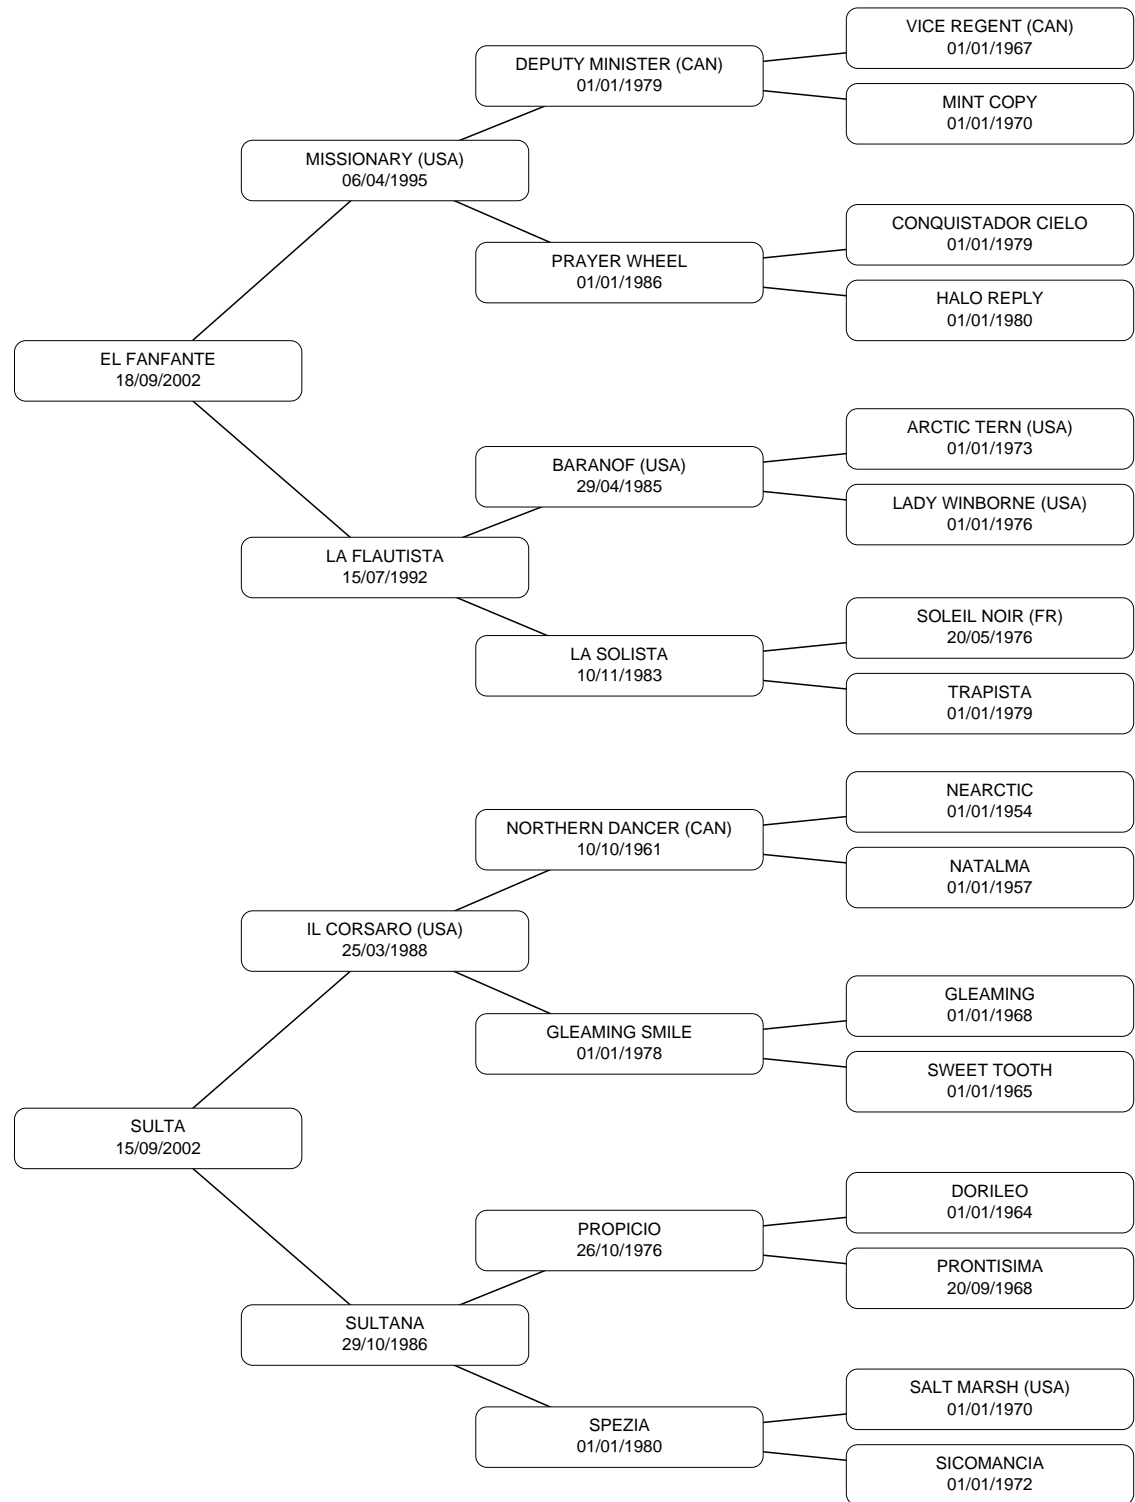 VICE REGENT (CAN)
01/01/1967
DEPUTY MINISTER (CAN)
01/01/1979
MINT COPY
01/01/1970
MISSIONARY (USA)
06/04/1995
CONQUISTADOR CIELO
01/01/1979
PRAYER WHEEL
01/01/1986
HALO REPLY
01/01/1980
EL FANFANTE
18/09/2002
ARCTIC TERN (USA)
01/01/1973
BARANOF (USA)
29/04/1985
LADY WINBORNE (USA)
01/01/1976
LA FLAUTISTA
15/07/1992
SOLEIL NOIR (FR)
20/05/1976
LA SOLISTA
10/11/1983
TRAPISTA
01/01/1979
NEARCTIC
01/01/1954
NORTHERN DANCER (CAN)
10/10/1961
NATALMA
01/01/1957
IL CORSARO (USA)
25/03/1988
GLEAMING
01/01/1968
GLEAMING SMILE
01/01/1978
SWEET TOOTH
01/01/1965
SULTA
15/09/2002
DORILEO
01/01/1964
PROPICIO
26/10/1976
PRONTISIMA
20/09/1968
SULTANA
29/10/1986
SALT MARSH (USA)
01/01/1970
SPEZIA
01/01/1980
SICOMANCIA
01/01/1972